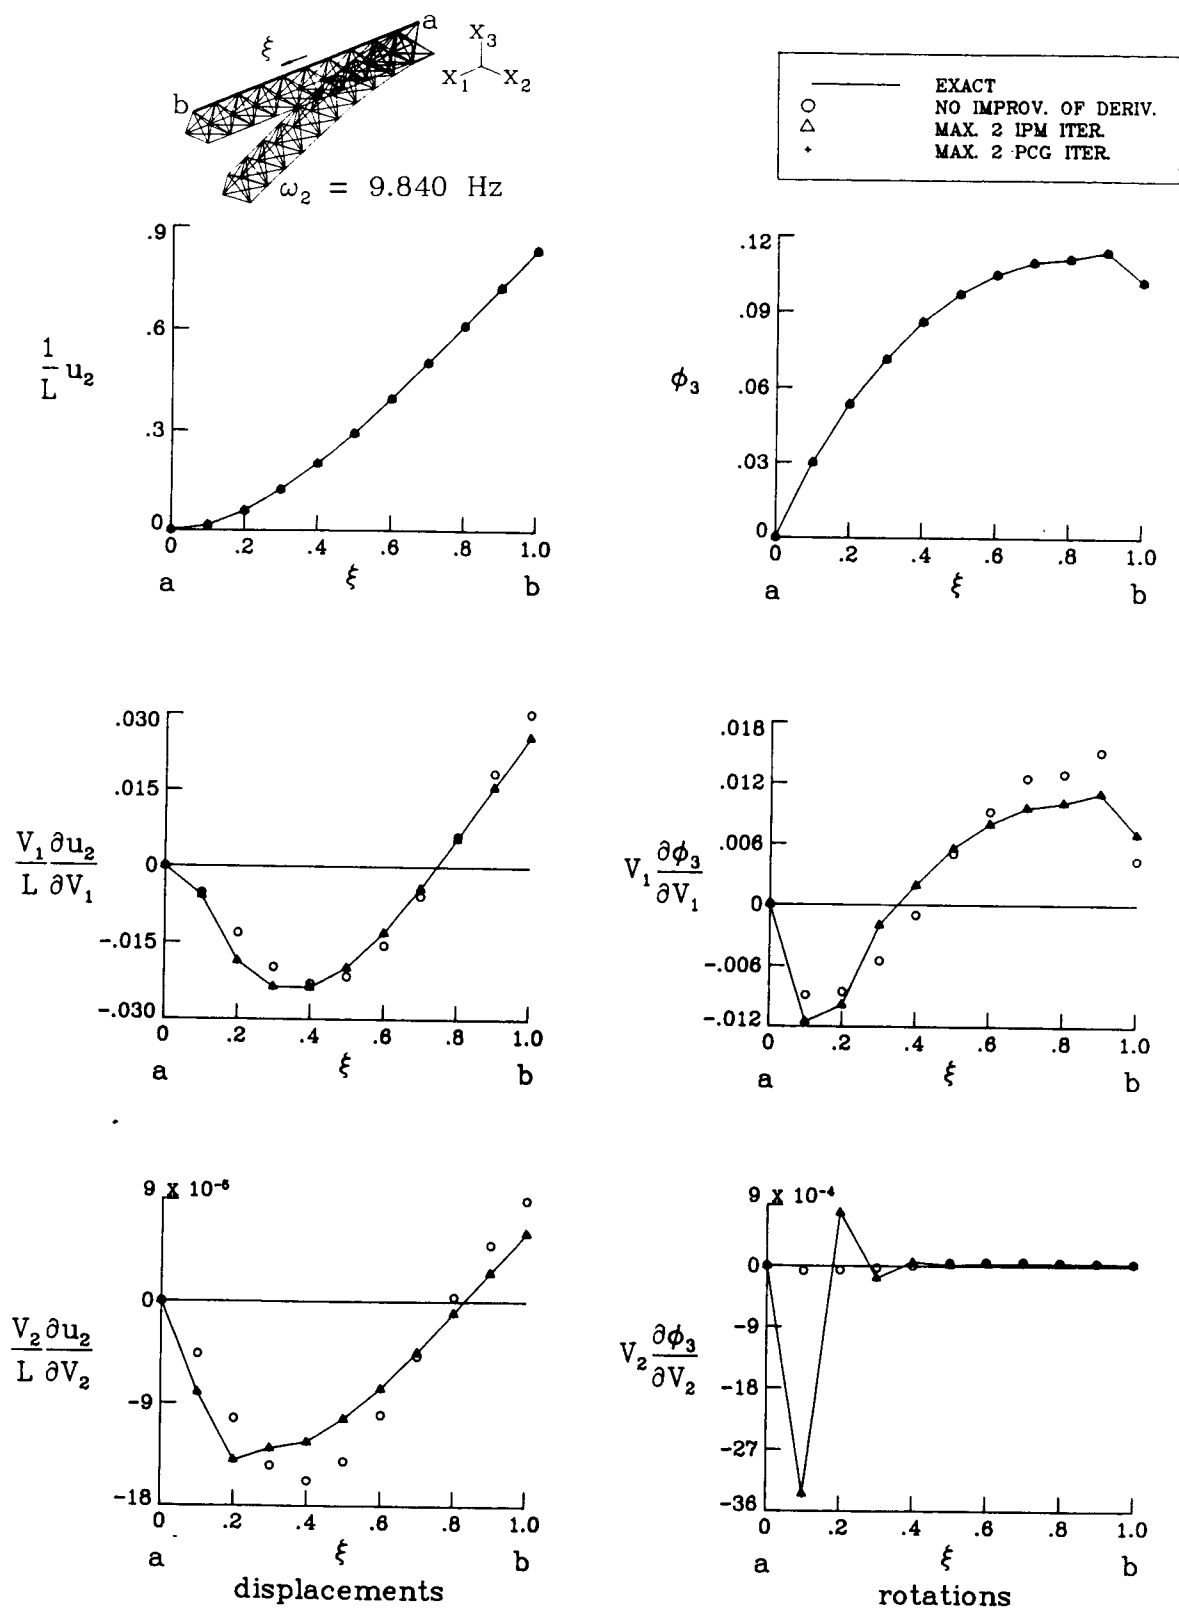 a
ξ
X₃
X₁ X₂
b
ω₂ = 9.840 Hz
EXACT
NO IMPROV. OF DERIV.
MAX. 2 IPM ITER.
MAX. 2 PCG ITER.
.9
.6
.3
0
1/L u₂
0 .2 .4 .6 .8 1.0
a ξ b
.12
.09
.06
.03
0
ϕ₃
0 .2 .4 .6 .8 1.0
a ξ b
.030
.015
0
-.015
-.030
V₁/L ∂u₂/∂V₁
0 .2 .4 .6 .8 1.0
a ξ b
.018
.012
.006
0
-.006
-.012
V₁ ∂ϕ₃/∂V₁
0 .2 .4 .6 .8 1.0
a ξ b
9 X 10⁻⁵
0
-9
-18
V₂/L ∂u₂/∂V₂
0 .2 .4 .6 .8 1.0
a ξ b
displacements
9 X 10⁻⁴
0
-9
-18
-27
-36
V₂ ∂ϕ₃/∂V₂
0 .2 .4 .6 .8 1.0
a ξ b
rotations